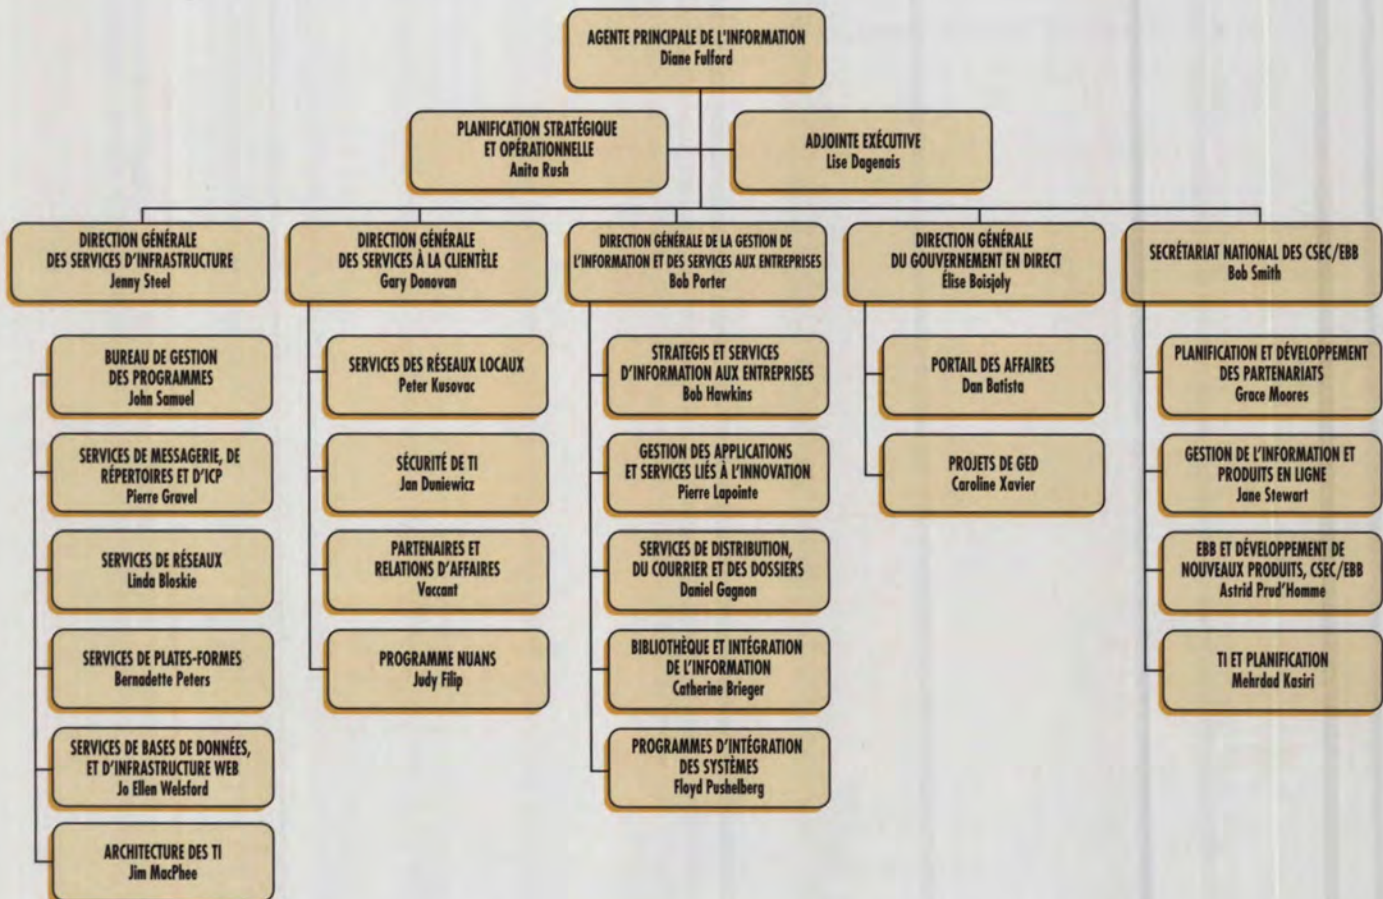 AGENTE PRINCIPALE DE L'INFORMATION
Diane Fulford
PLANIFICATION STRATÉGIQUE
ET OPÉRATIONNELLE
Anita Rush
ADJOINTE EXÉCUTIVE
Lise Dagenais
DIRECTION GÉNÉRALE
DES SERVICES D'INFRASTRUCTURE
Jenny Steel
BUREAU DE GESTION
DES PROGRAMMES
John Samuel
SERVICES DE MESSAGERIE, DE
RÉPERTOIRES ET D'ICP
Pierre Gravel
SERVICES DE RÉSEAUX
Linda Bloskie
SERVICES DE PLATES-FORMES
Bernadette Peters
SERVICES DE BASES DE DONNÉES,
ET D'INFRASTRUCTURE WEB
Jo Ellen Welsford
ARCHITECTURE DES TI
Jim MacPhee
DIRECTION GÉNÉRALE
DES SERVICES À LA CLIENTÈLE
Gary Donovan
SERVICES DES RÉSEAUX LOCAUX
Peter Kusovac
SÉCURITÉ DE TI
Jan Duniewicz
PARTENAIRES ET
RELATIONS D'AFFAIRES
Vaccant
PROGRAMME NUANS
Judy Filip
DIRECTION GÉNÉRALE DE LA GESTION DE
L'INFORMATION ET DES SERVICES AUX ENTREPRISES
Bob Porter
STRATEGIS ET SERVICES
D'INFORMATION AUX ENTREPRISES
Bob Hawkins
GESTION DES APPLICATIONS
ET SERVICES LIÉS À L'INNOVATION
Pierre Lapointe
SERVICES DE DISTRIBUTION,
DU COURRIER ET DES DOSSIERS
Daniel Gagnon
BIBLIOTHÈQUE ET INTÉGRATION
DE L'INFORMATION
Catherine Brieger
PROGRAMMES D'INTÉGRATION
DES SYSTÈMES
Floyd Pushelberg
DIRECTION GÉNÉRALE
DU GOUVERNEMENT EN DIRECT
Élise Boisjoly
PORTAIL DES AFFAIRES
Dan Batista
PROJETS DE GED
Caroline Xavier
SECRÉTARIAT NATIONAL DES CSEC/EBB
Bob Smith
PLANIFICATION ET DÉVELOPPEMENT
DES PARTENARIATS
Grace Moores
GESTION DE L'INFORMATION ET
PRODUITS EN LIGNE
Jane Stewart
EBB ET DÉVELOPPEMENT DE
NOUVEAUX PRODUITS, CSEC/EBB
Astrid Prud'Homme
TI ET PLANIFICATION
Mehrdad Kasiri